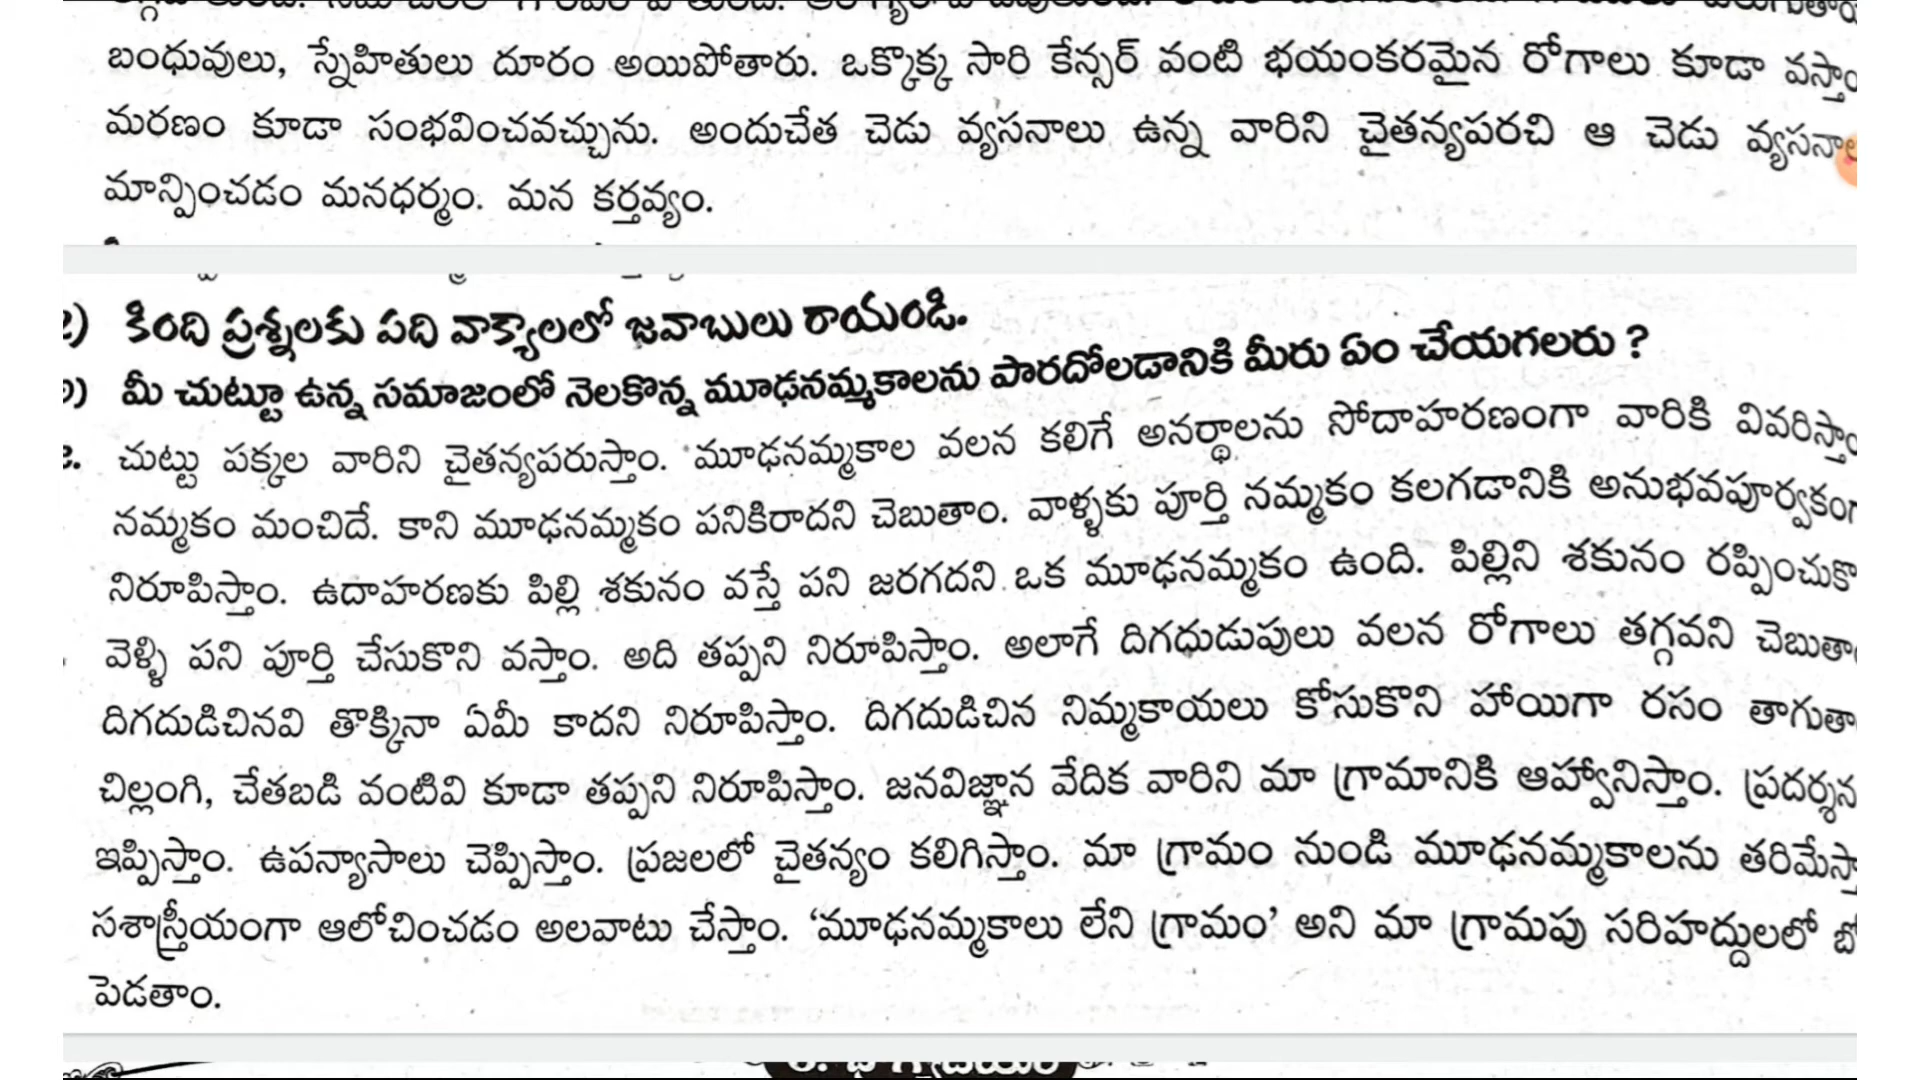 బంధువులు, స్నేహితులు దూరం అయిపోతారు. ఒక్కొక్క సారి కేన్సర్ వంటి భయంకరమైన రోగాలు కూడా
మరణం కూడా సంభవించవచ్చును. అందుచేత చెడు వ్యసనాలు ఉన్న వారిని చైతన్యపరచి ఆ చెడు
మాన్పించడం మనధర్మం. మన కర్తవ్యం.
కింది ప్రశ్నలకు పది వాక్యాలలో జవాబులు రాయండి.
మీ చుట్టూ ఉన్న సమాజంలో నెలకొన్న మూఢనమ్మకాలను పారదోలడానికి మీరు ఏం చేయగలరు ?
చుట్టు పక్కల వారిని చైతన్యపరుస్తాం. మూఢనమ్మకాల వలన కలిగే అనర్థాలను సోదాహరణంగా వారికి
నమ్మకం మంచిదే. కాని మూఢనమ్మకం పనికిరాదని చెబుతాం. వాళ్ళకు పూర్తి నమ్మకం కలగడానికి
నిరూపిస్తాం. ఉదాహరణకు పిల్లి శకునం వస్తే పని జరగదని ఒక మూఢనమ్మకం ఉంది. పిల్లిని శకునం
వెళ్ళి పని పూర్తి చేసుకొని వస్తాం. అది తప్పని నిరూపిస్తాం. అలాగే దిగధుడుపులు వలన రోగాలు తగ్గవని
దిగదుడిచినవి తొక్కినా ఏమీ కాదని నిరూపిస్తాం. దిగదుడిచిన నిమ్మకాయలు కోసుకొని హాయిగా రసం
చిల్లంగి, చేతబడి వంటివి కూడా తప్పని నిరూపిస్తాం. జనవిజ్ఞాన వేదిక వారిని మా గ్రామానికి ఆహ్వానిస్తాం.
ఇప్పిస్తాం. ఉపన్యాసాలు చెప్పిస్తాం. ప్రజలలో చైతన్యం కలిగిస్తాం. మా గ్రామం నుండి మూఢనమ్మకాలను
సశాస్త్రీయంగా ఆలోచించడం అలవాటు చేస్తాం. ‘మూఢనమ్మకాలు లేని గ్రామం’ అని మా గ్రామపు సరిహద్దులలో
పెడతాం.